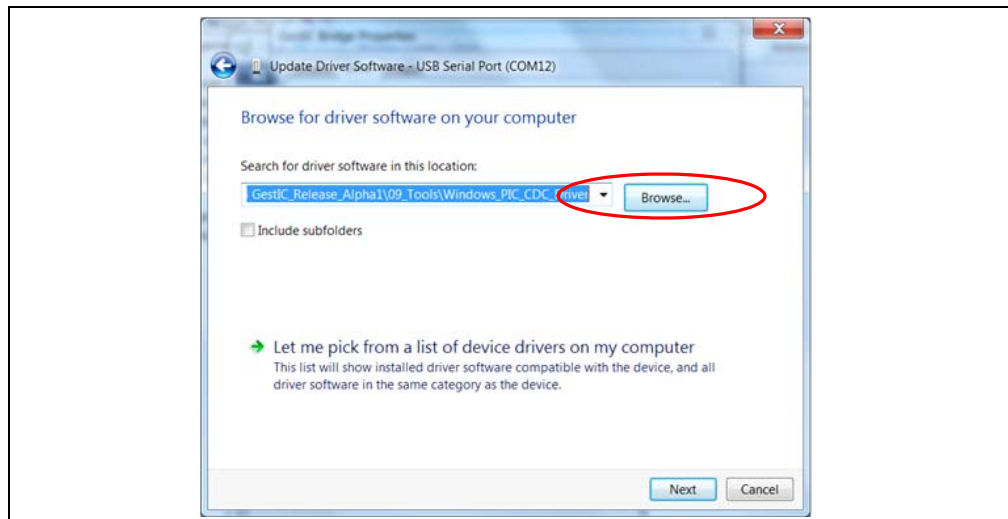 GestIC Bridge Properties
Update Driver Software - USB Serial Port (COM12)
Browse for driver software on your computer
Search for driver software in this location:
GestIC_Release_Alpha1\09_Tools\Windows_PIC_CDC_Driver
Browse...
Include subfolders
Let me pick from a list of device drivers on my computer
This list will show installed driver software compatible with the device, and all
driver software in the same category as the device.
Next
Cancel